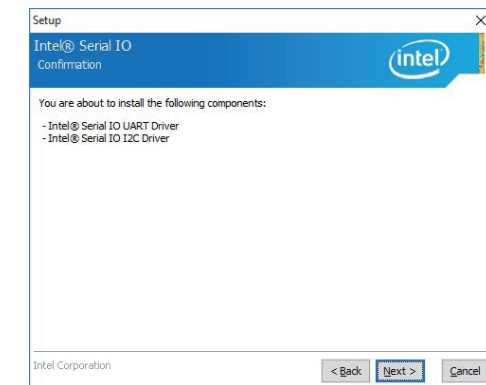 Setup
Intel® Serial IO
Confirmation
intel
You are about to install the following components:
- Intel® Serial IO UART Driver
- Intel® Serial IO I2C Driver
Intel Corporation
< Back Next > Cancel